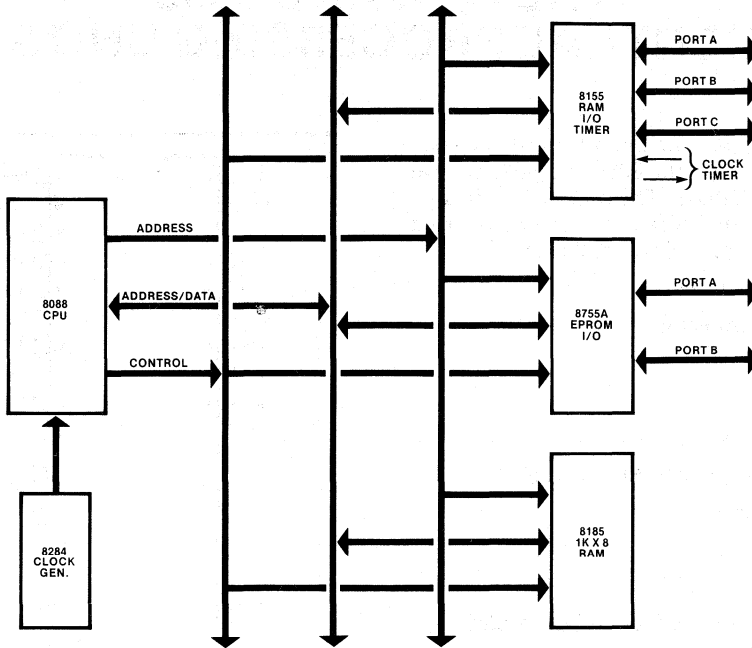 PORT A
PORT B
PORT C
8155
RAM
I/O
TIMER
CLOCK
TIMER
ADDRESS
8088
CPU
ADDRESS/DATA
CONTROL
8755A
EPROM
I/O
PORT A
PORT B
8284
CLOCK
GEN.
8185
1K X 8
RAM